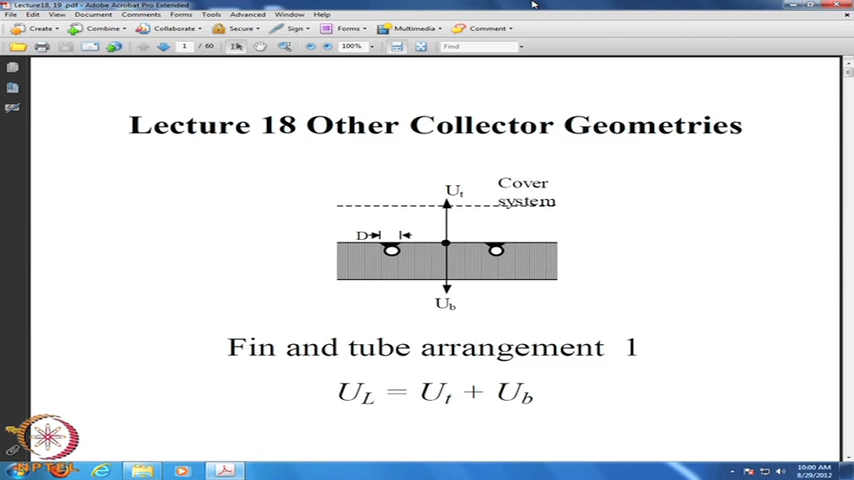 Lecture18, 19 .pdf - Adobe Acrobat Pro Extended
File Edit View Document Comments Forms Tools Advanced Window Help
Create Combine Collaborate Secure Sign Forms Multimedia Comment
1 / 60 100% Find
Lecture 18 Other Collector Geometries
Ut
Cover
system
D
Ub
Fin and tube arrangement 1
UL = Ut + Ub
NPTEL
10:00 AM
8/29/2012